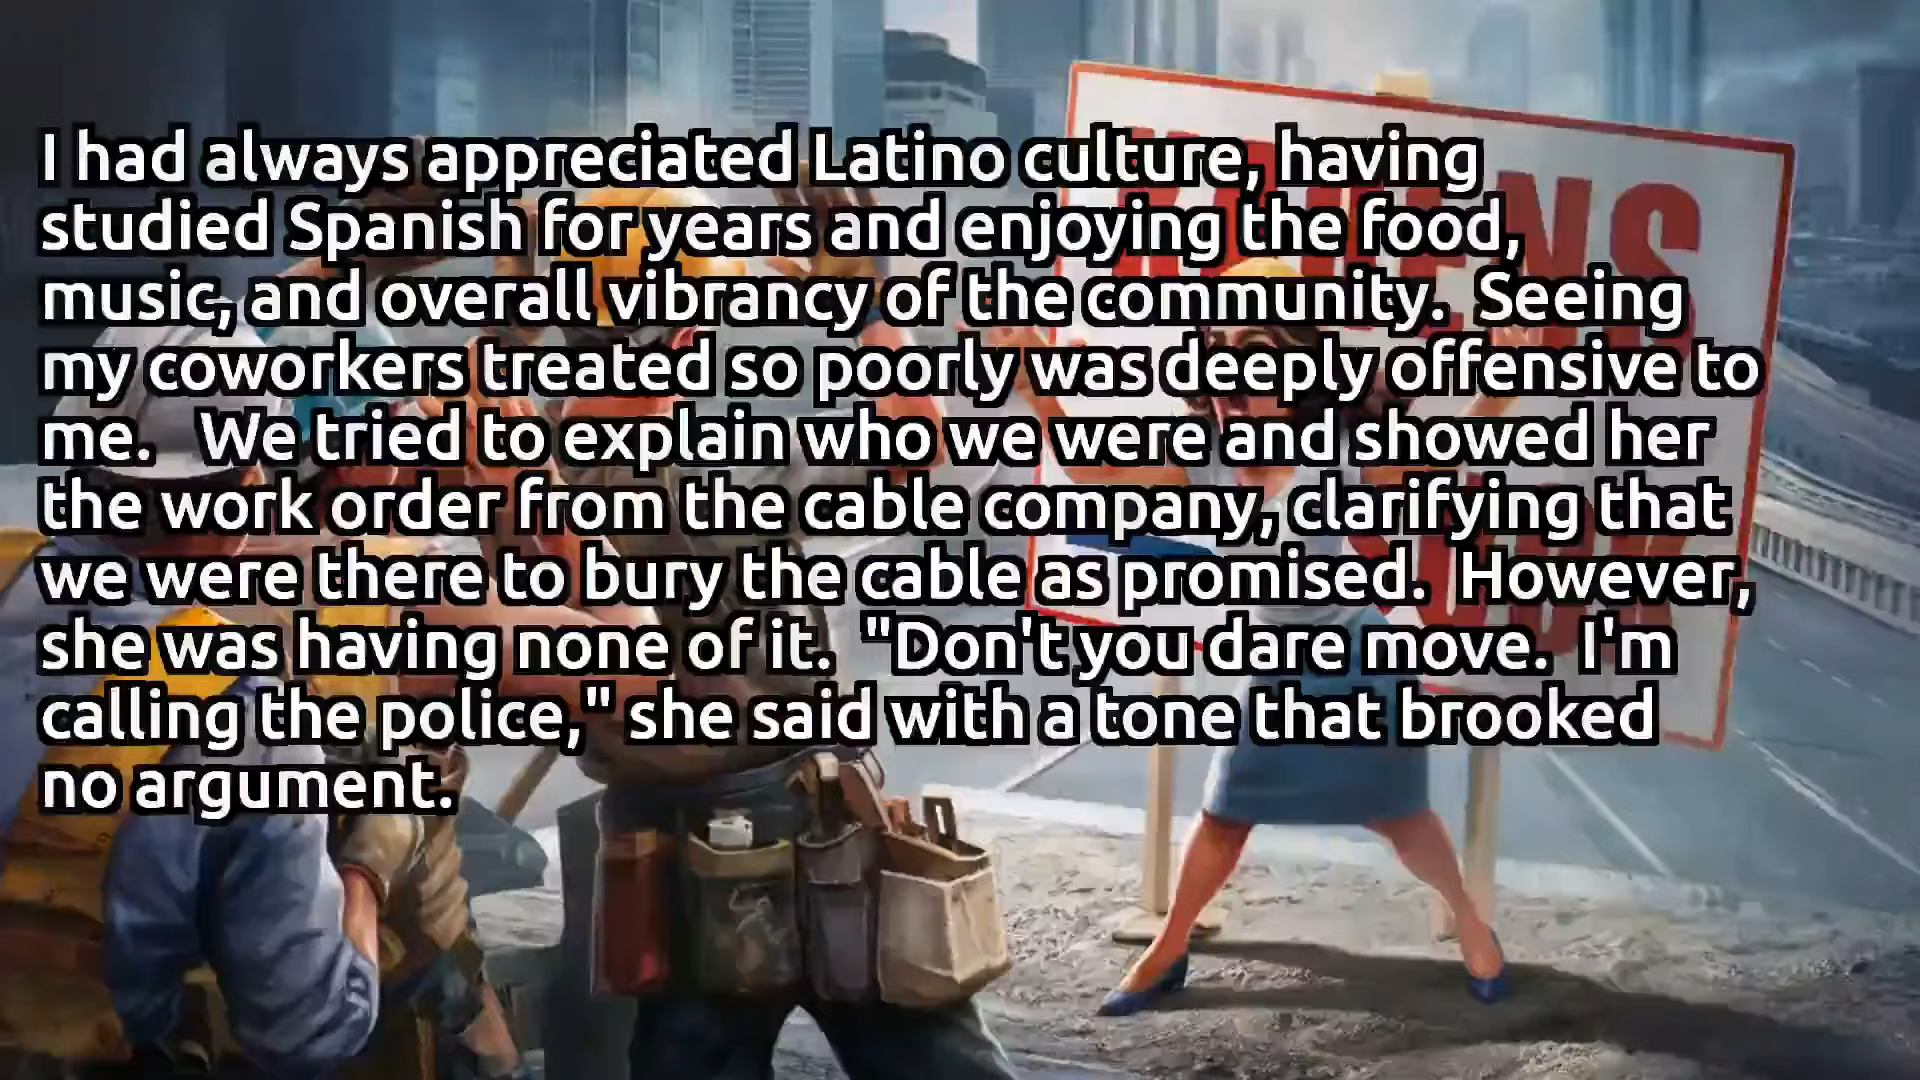 I had always appreciated Latino culture, having
studied Spanish for years and enjoying the food,
music, and overall vibrancy of the community.  Seeing
my coworkers treated so poorly was deeply offensive to
me.   We tried to explain who we were and showed her
the work order from the cable company, clarifying that
we were there to bury the cable as promised.  However,
she was having none of it.  "Don't you dare move.  I'm
calling the police," she said with a tone that brooked
no argument.